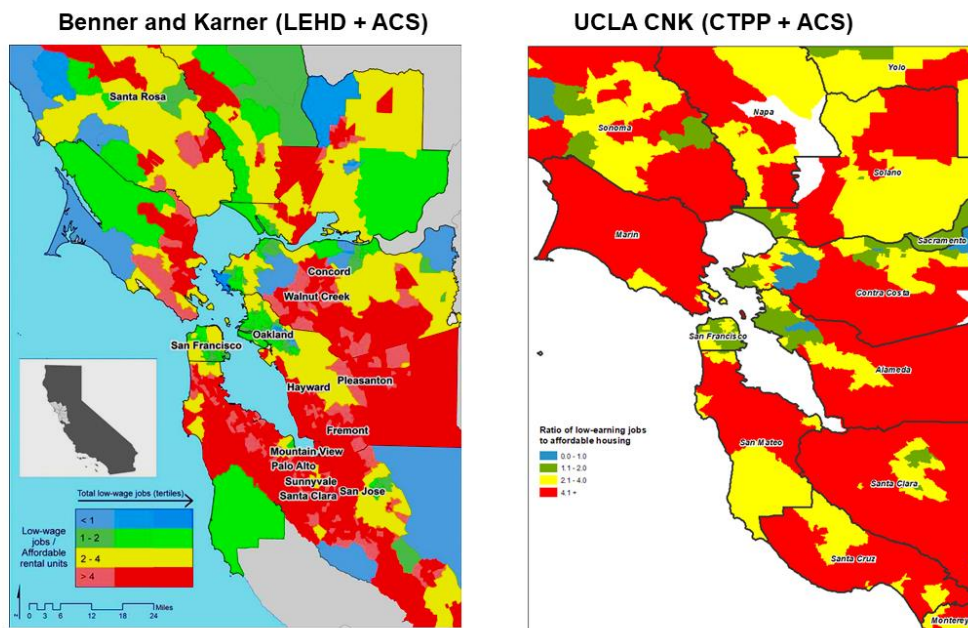 Benner and Karner (LEHD + ACS)
Santa Rosa
Concord
Walnut Creek
Oakland
San Francisco
Hayward
Pleasanton
Fremont
Mountain View
Palo Alto
Sunnyvale
Santa Clara
San Jose
Total low-wage jobs (tertiles)
Low-wage
jobs /
Affordable
rental units
< 1
1 - 2
2 - 4
> 4
Miles
0 3 6 12 18 24
UCLA CNK (CTPP + ACS)
Yolo
Napa
Sonoma
Solano
Marin
Sacramento
Contra Costa
San Francisco
Alameda
Ratio of low-earning jobs
to affordable housing
0.0 - 1.0
1.1 - 2.0
2.1 - 4.0
4.1 +
San Mateo
Santa Clara
Santa Cruz
Monterey